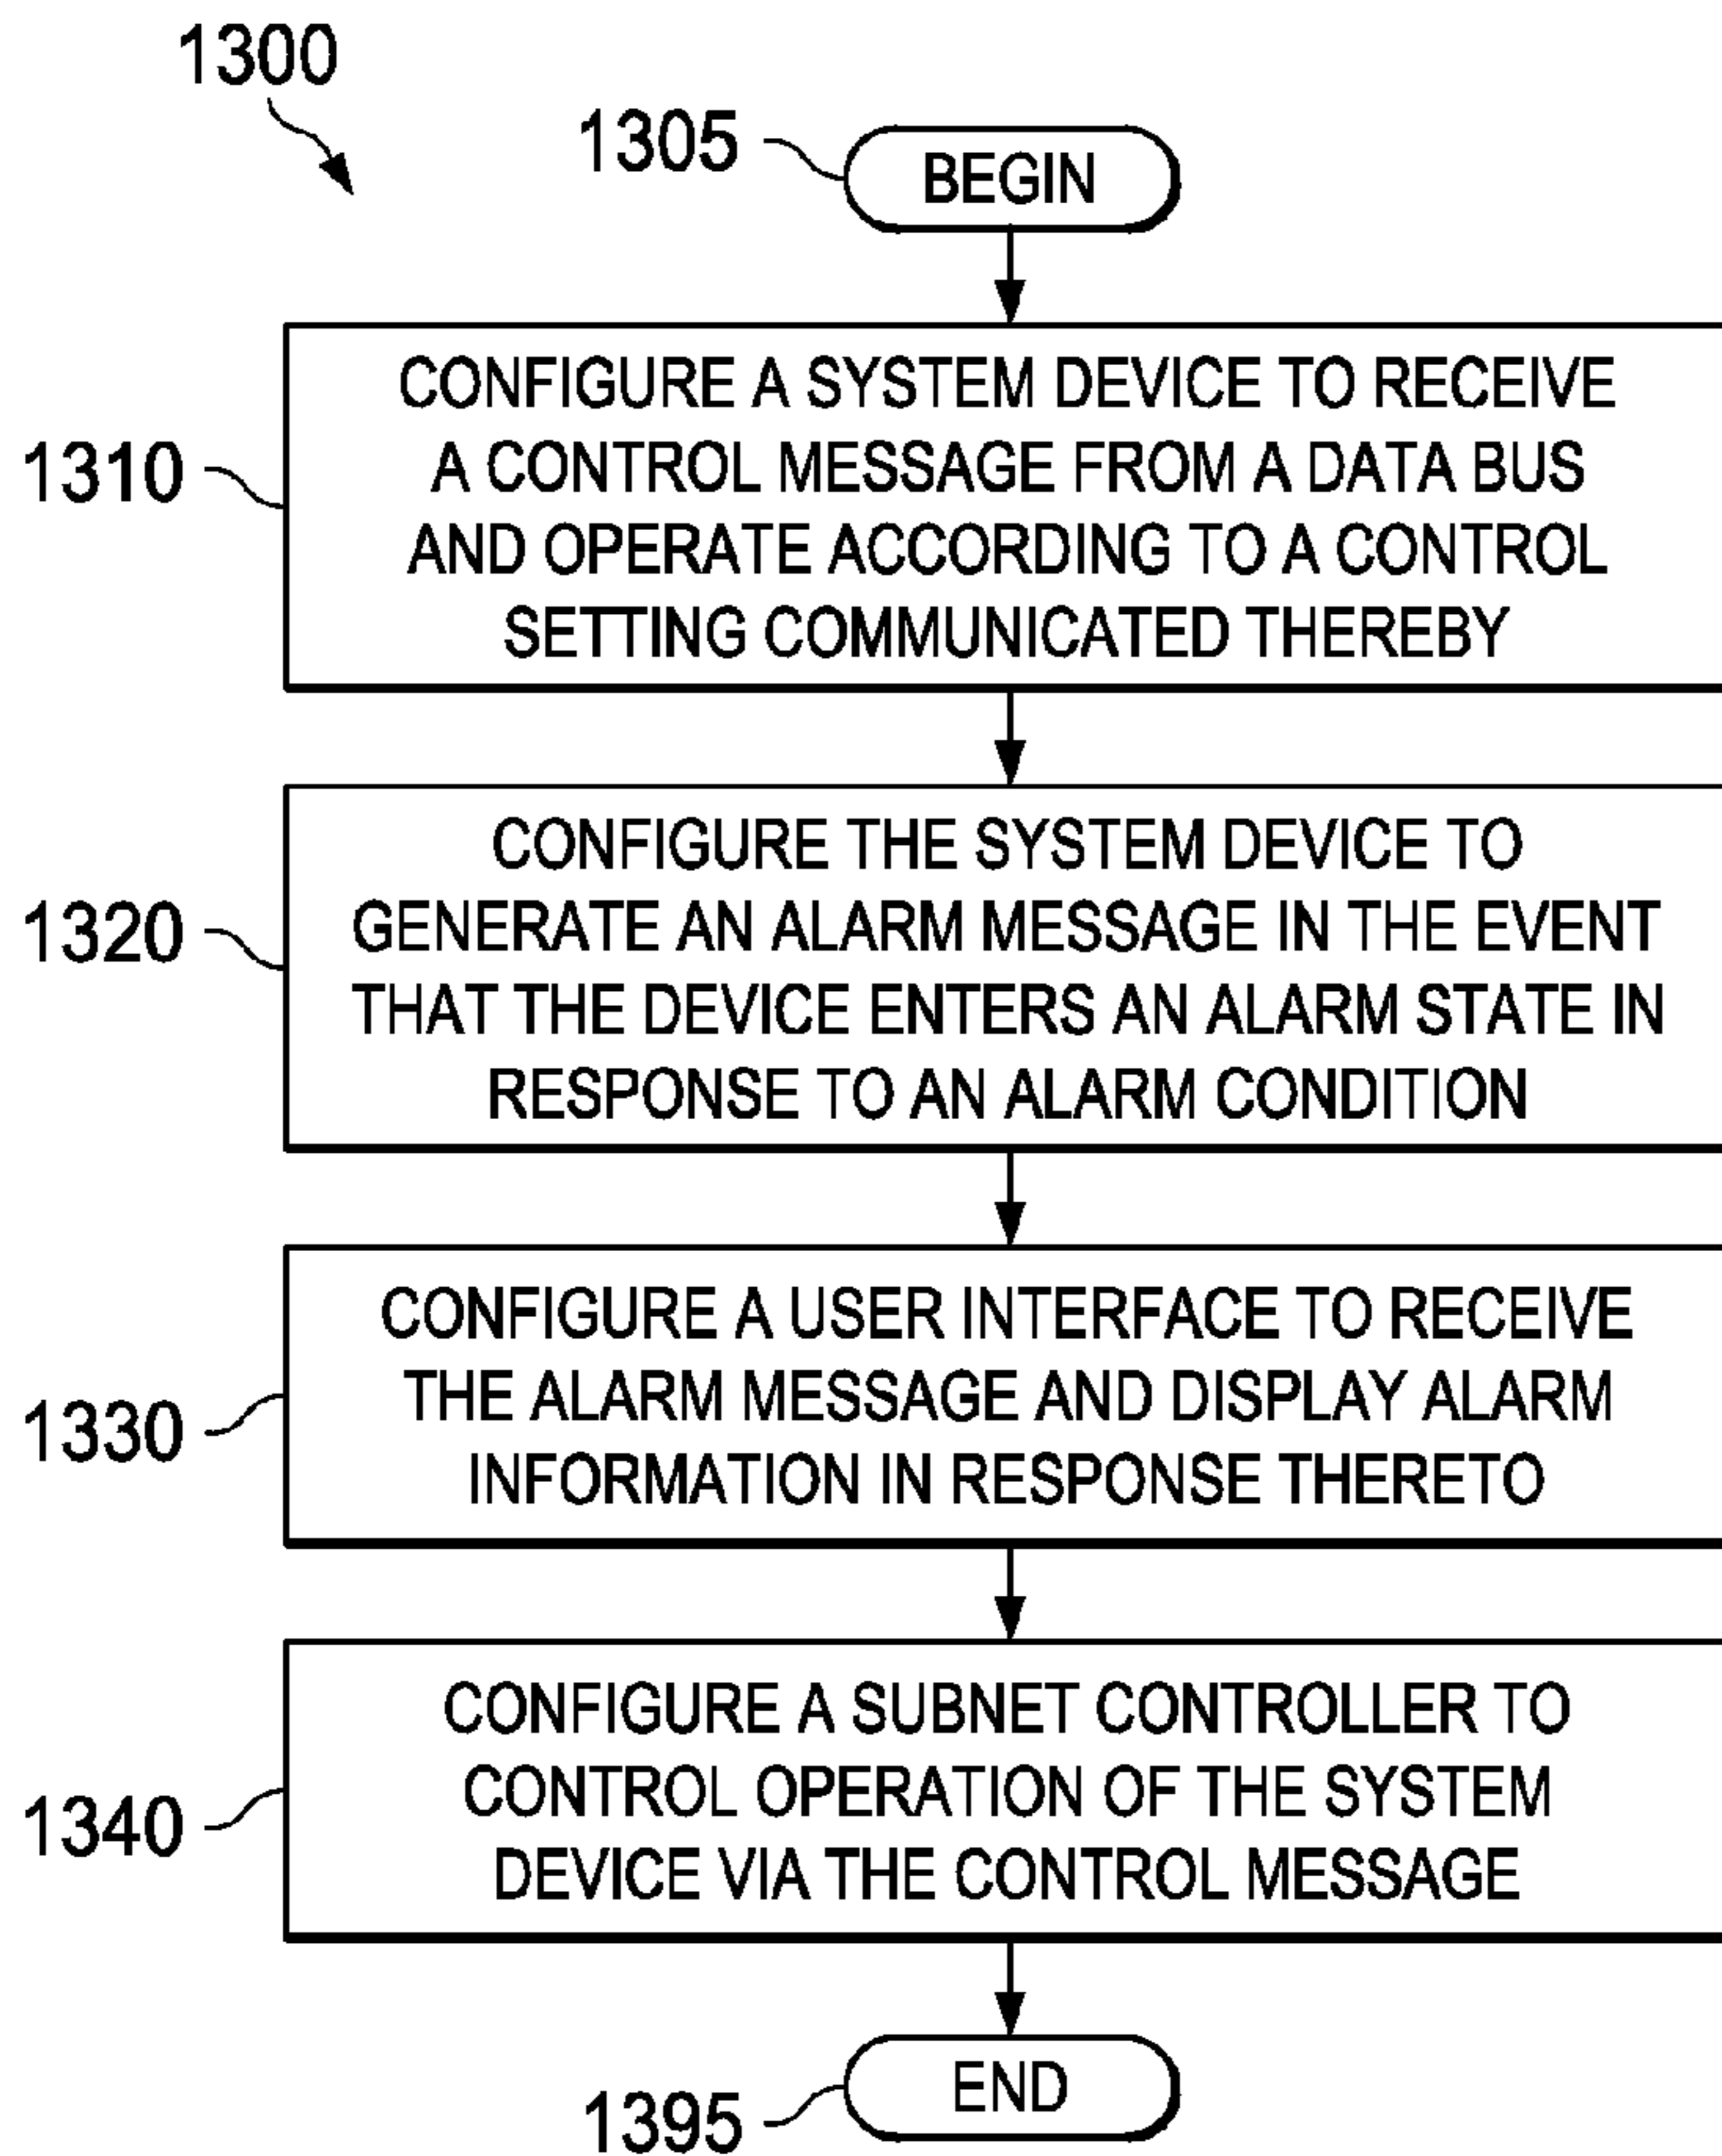 1300
1305
BEGIN
1310
CONFIGURE A SYSTEM DEVICE TO RECEIVE
A CONTROL MESSAGE FROM A DATA BUS
AND OPERATE ACCORDING TO A CONTROL
SETTING COMMUNICATED THEREBY
1320
CONFIGURE THE SYSTEM DEVICE TO
GENERATE AN ALARM MESSAGE IN THE EVENT
THAT THE DEVICE ENTERS AN ALARM STATE IN
RESPONSE TO AN ALARM CONDITION
1330
CONFIGURE A USER INTERFACE TO RECEIVE
THE ALARM MESSAGE AND DISPLAY ALARM
INFORMATION IN RESPONSE THERETO
1340
CONFIGURE A SUBNET CONTROLLER TO
CONTROL OPERATION OF THE SYSTEM
DEVICE VIA THE CONTROL MESSAGE
1395
END